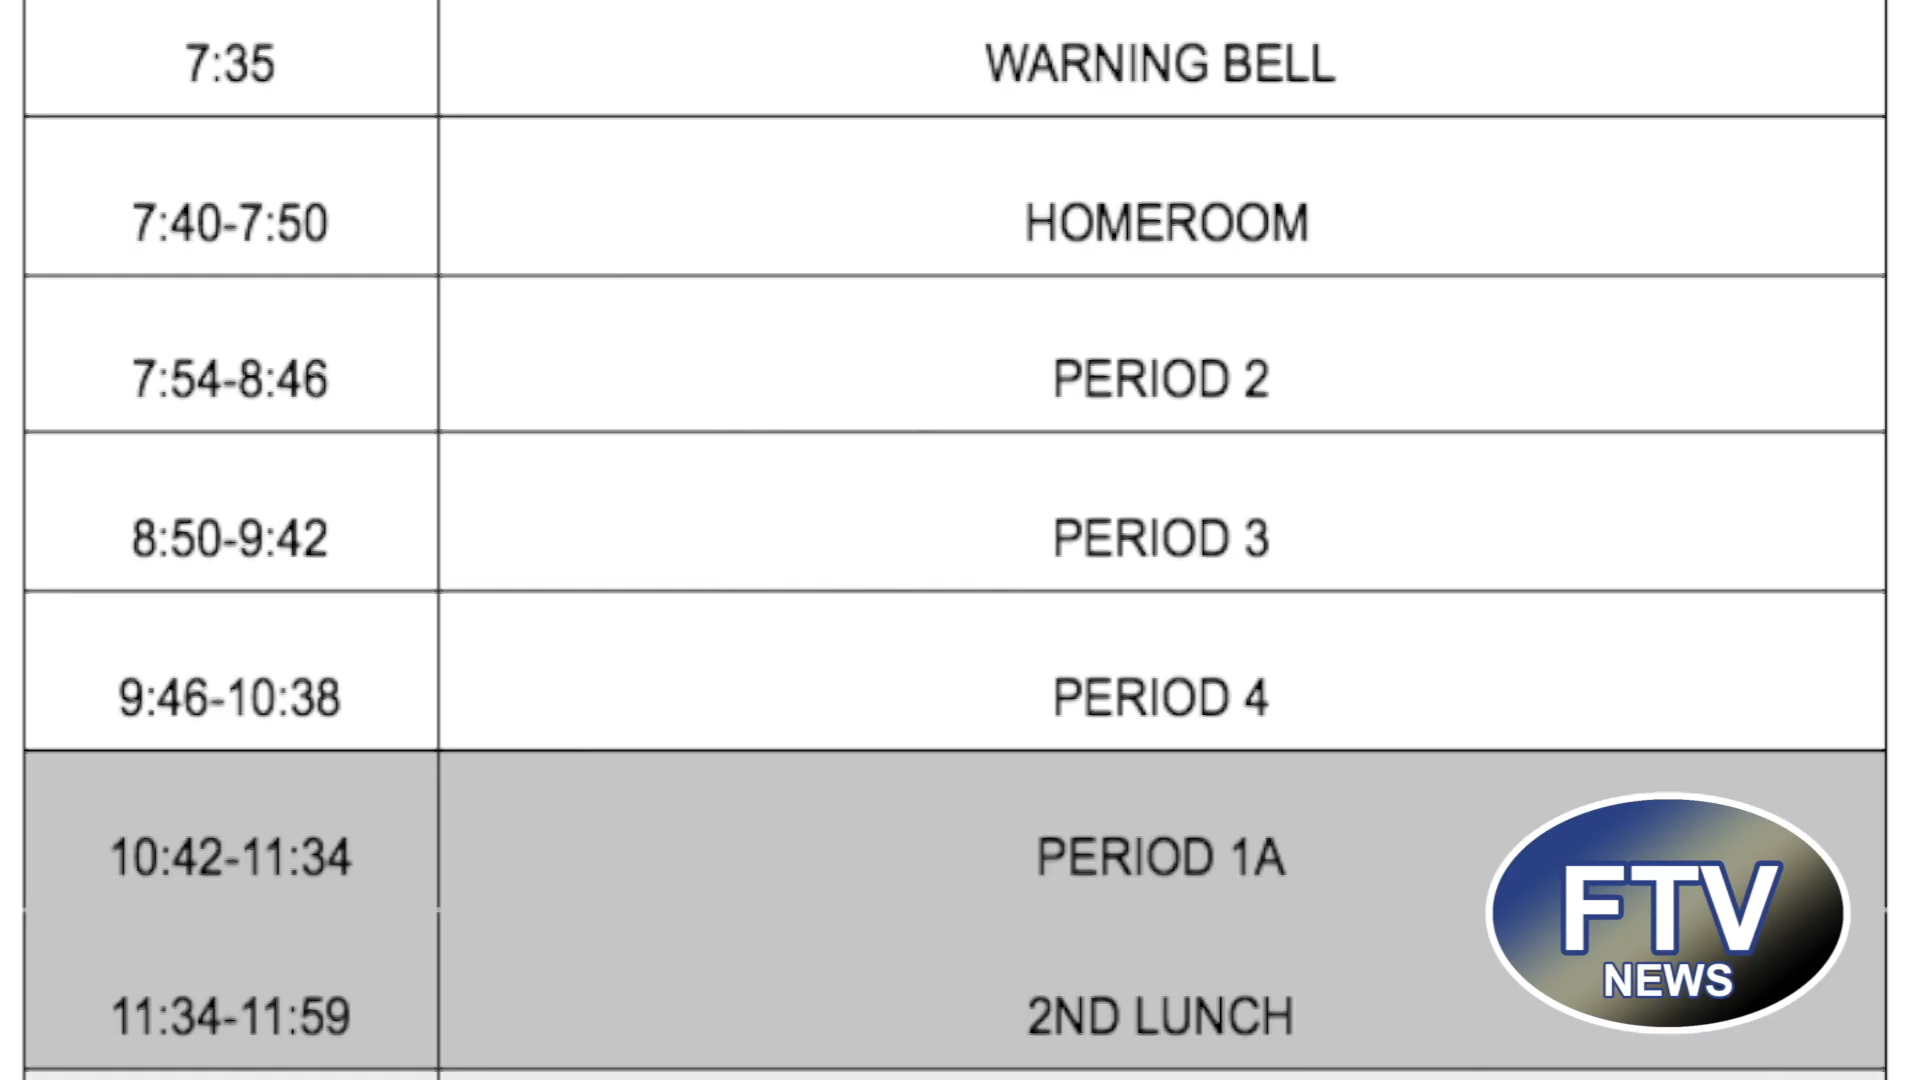 7:35 WARNING BELL
7:40-7:50 HOMEROOM
7:54-8:46 PERIOD 2
8:50-9:42 PERIOD 3
9:46-10:38 PERIOD 4
10:42-11:34 PERIOD 1A
11:34-11:59 2ND LUNCH
FTV
NEWS